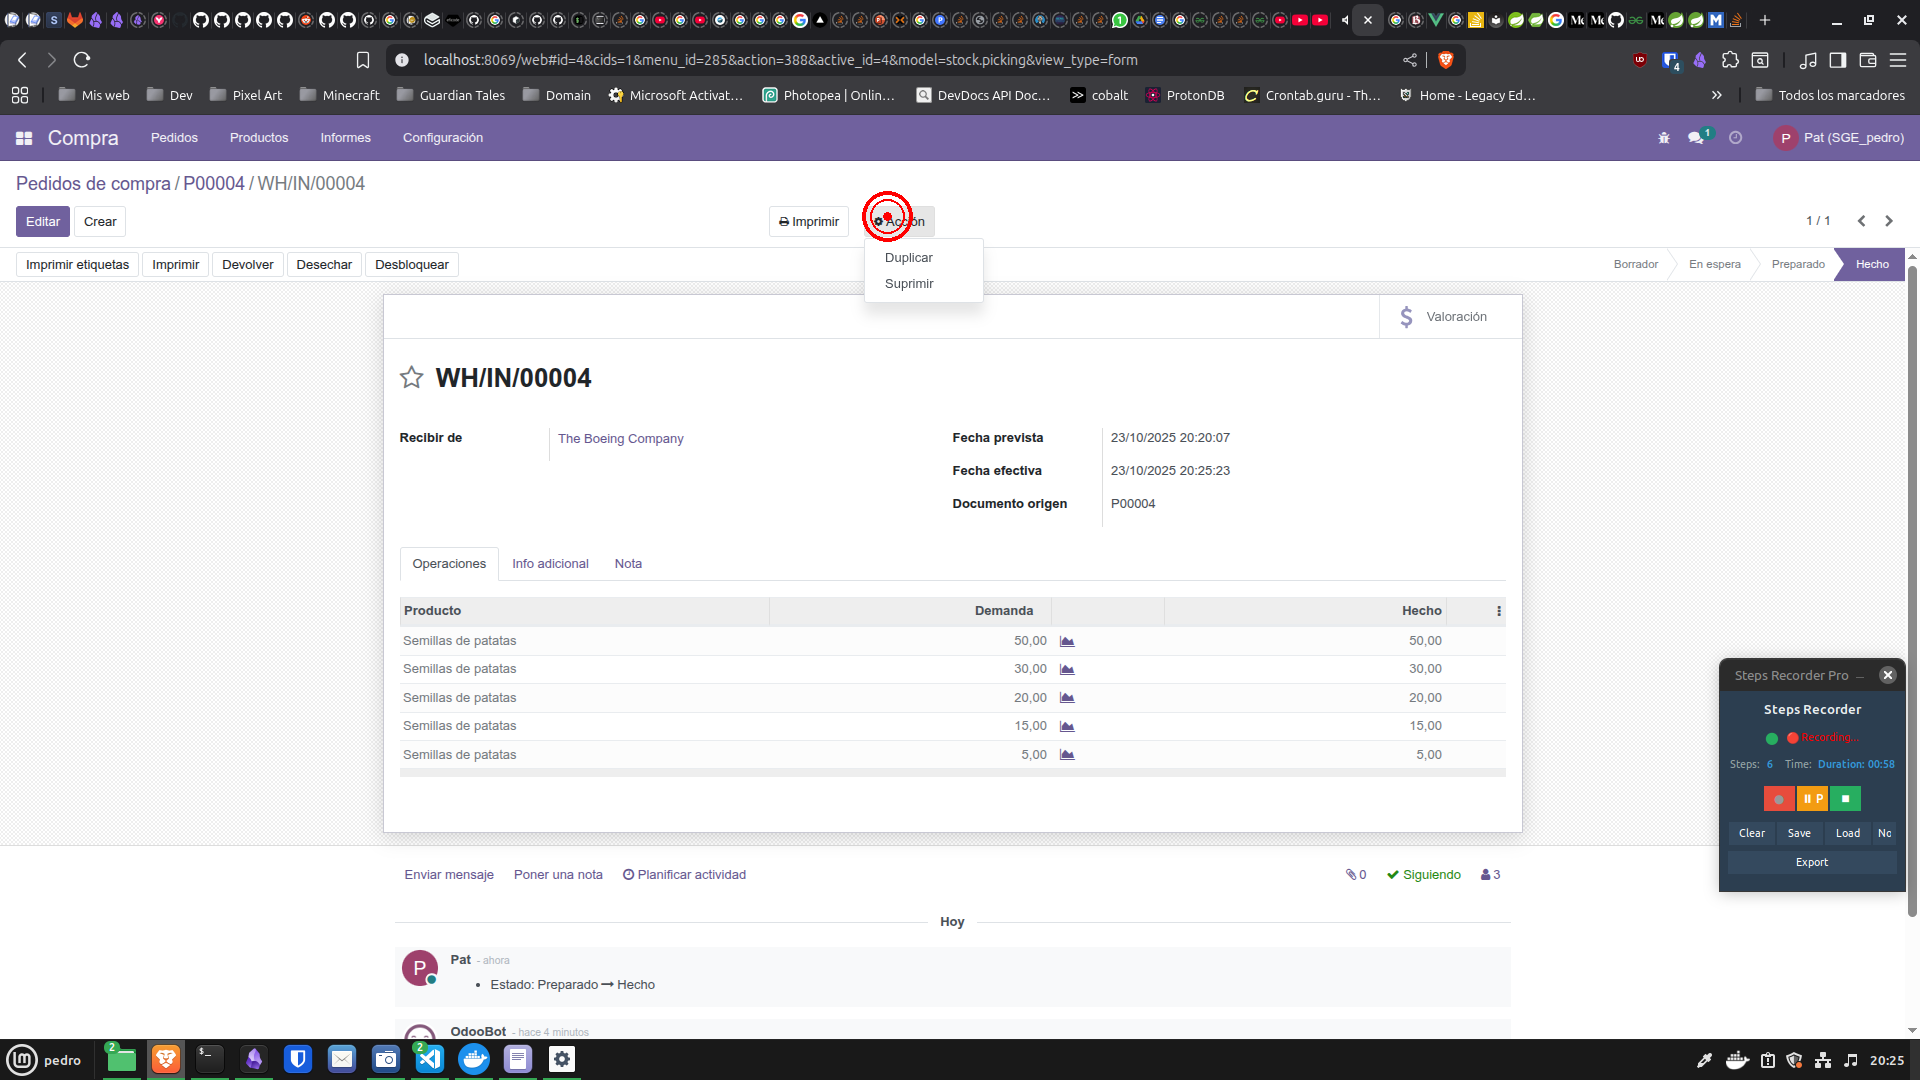 localhost:8069/web#id=4&cids=1&menu_id=285&action=388&active_id=4&model=stock.picking&view_type=form
4
Mis web
Dev
Pixel Art
Minecraft
Guardian Tales
Domain
Microsoft Activat...
Photopea | Onlin...
DevDocs API Doc...
cobalt
ProtonDB
Crontab.guru - Th...
Home - Legacy Ed...
Todos los marcadores
Compra
Pedidos
Productos
Informes
Configuración
1
P
Pat (SGE_pedro)
Pedidos de compra / P00004 / WH/IN/00004
Editar
Crear
Imprimir
Acción
1 / 1
Duplicar
Suprimir
Imprimir etiquetas
Imprimir
Devolver
Desechar
Desbloquear
Borrador
En espera
Preparado
Hecho
Valoración
WH/IN/00004
Recibir de
The Boeing Company
Fecha prevista
23/10/2025 20:20:07
Fecha efectiva
23/10/2025 20:25:23
Documento origen
P00004
Operaciones
Info adicional
Nota
Producto Demanda Hecho
Semillas de patatas 50,00 50,00
Semillas de patatas 30,00 30,00
Semillas de patatas 20,00 20,00
Semillas de patatas 15,00 15,00
Semillas de patatas 5,00 5,00
Steps Recorder Pro
Steps Recorder
Recording...
Steps: 6 Time: Duration: 00:58
P
Clear
Save
Load
No
Export
Enviar mensaje
Poner una nota
Planificar actividad
0
Siguiendo
3
Hoy
P
Pat - ahora
Estado: Preparado → Hecho
OdooBot - hace 4 minutos
pedro
2
2
20:25